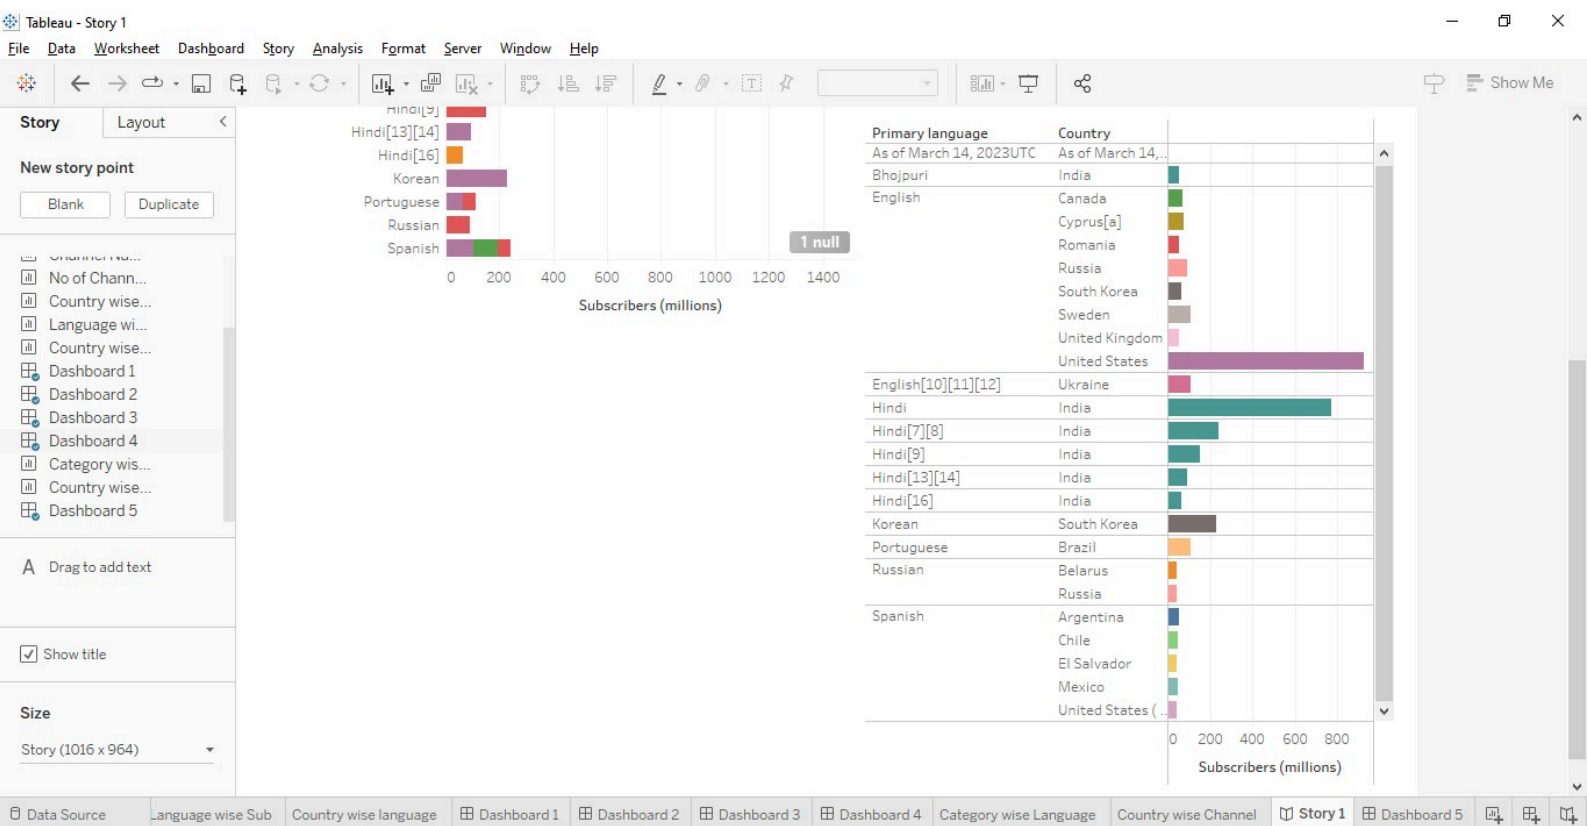 Tableau - Story 1
File Data Worksheet Dashboard Story Analysis Format Server Window Help
Show Me
Story Layout
New story point
Blank Duplicate
No of Chann...
Country wise...
Language wi...
Country wise...
Dashboard 1
Dashboard 2
Dashboard 3
Dashboard 4
Category wis...
Country wise...
Dashboard 5
A Drag to add text
Show title
Size
Story (1016 x 964)
Hindi[9]
Hindi[13][14]
Hindi[16]
Korean
Portuguese
Russian
Spanish
1 null
0 200 400 600 800 1000 1200 1400
Subscribers (millions)
Primary language Country
As of March 14, 2023UTC As of March 14,..
Bhojpuri India
English Canada
Cyprus[a]
Romania
Russia
South Korea
Sweden
United Kingdom
United States
English[10][11][12] Ukraine
Hindi India
Hindi[7][8] India
Hindi[9] India
Hindi[13][14] India
Hindi[16] India
Korean South Korea
Portuguese Brazil
Russian Belarus
Russia
Spanish Argentina
Chile
El Salvador
Mexico
United States ( ..
0 200 400 600 800
Subscribers (millions)
Data Source Language wise Sub Country wise language Dashboard 1 Dashboard 2 Dashboard 3 Dashboard 4 Category wise Language Country wise Channel Story 1 Dashboard 5